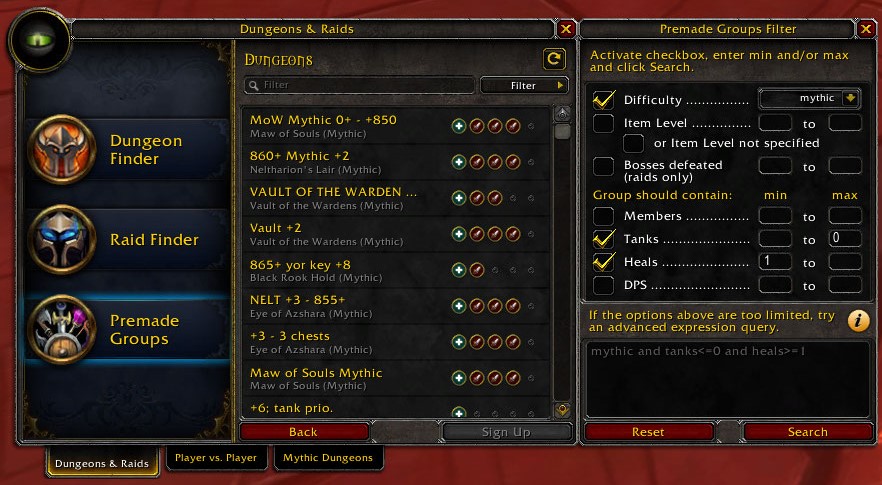 Dungeons & Raids
Dungeon
Finder
Raid Finder
Premade
Groups
DUNGEONS
Filter
Filter
MoW Mythic 0+ - +850
Maw of Souls (Mythic)
860+ Mythic +2
Neltharion's Lair (Mythic)
VAULT OF THE WARDEN ...
Vault of the Wardens (Mythic)
Vault +2
Vault of the Wardens (Mythic)
865+ yor key +8
Black Rook Hold (Mythic)
NELT +3 - 855+
Eye of Azshara (Mythic)
+3 - 3 chests
Eye of Azshara (Mythic)
Maw of Souls Mythic
Maw of Souls (Mythic)
+6; tank prio.
Back
Sign Up
Dungeons & Raids
Player vs. Player
Mythic Dungeons
Premade Groups Filter
Activate checkbox, enter min and/or max
and click Search.
Difficulty ................ mythic
Item Level ............... to
or Item Level not specified
Bosses defeated to
(raids only)
Group should contain: min max
Members ................ to
Tanks ..................... to 0
Heals ..................... 1 to
DPS ........................ to
If the options above are too limited, try
an advanced expression query.
mythic and tanks<=0 and heals>=1
Reset
Search